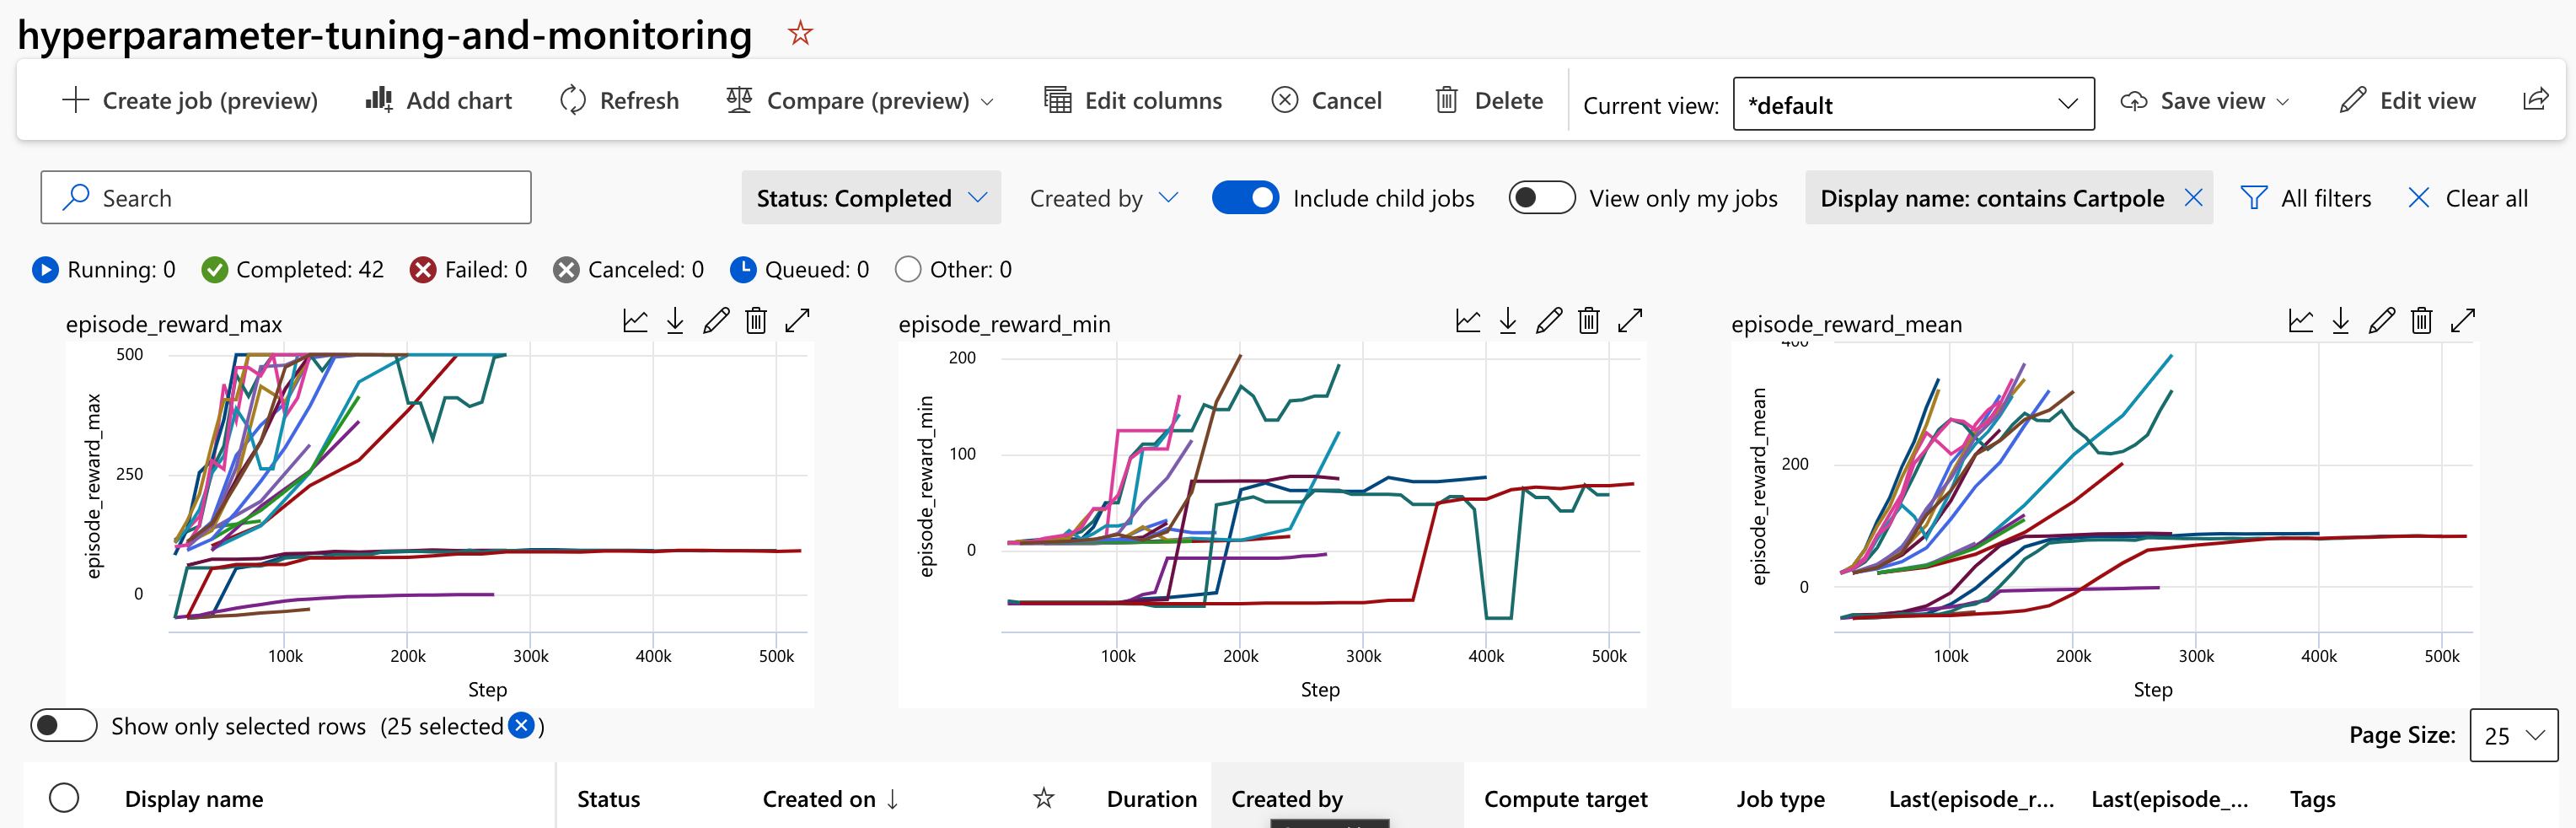 hyperparameter-tuning-and-monitoring
Create job (preview) Add chart Refresh Compare (preview) Edit columns Cancel Delete Current view: *default Save view Edit view
Search Status: Completed Created by Include child jobs View only my jobs Display name: contains Cartpole All filters Clear all
Running: 0 Completed: 42 Failed: 0 Canceled: 0 Queued: 0 Other: 0
episode_reward_max
500
250
0
episode_reward_max
100k 200k 300k 400k 500k
Step
episode_reward_min
200
100
0
episode_reward_min
100k 200k 300k 400k 500k
Step
episode_reward_mean
400
200
0
episode_reward_mean
100k 200k 300k 400k 500k
Step
Show only selected rows (25 selected )
Page Size: 25
Display name Status Created on Duration Created by Compute target Job type Last(episode_r... Last(episode_... Tags